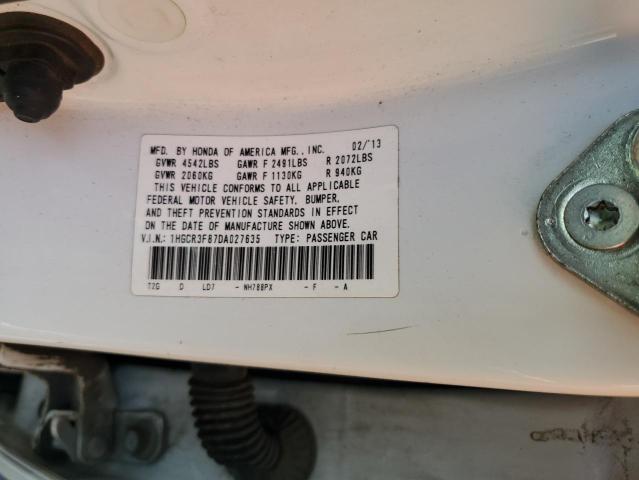 MFD. BY HONDA OF AMERICA MFG., INC. 02/'13
GVWR 4542LBS GAWR F 2491LBS R 2072LBS
GVWR 2060KG GAWR F 1130KG R 940KG
THIS VEHICLE CONFORMS TO ALL APPLICABLE
FEDERAL MOTOR VEHICLE SAFETY, BUMPER,
AND THEFT PREVENTION STANDARDS IN EFFECT
ON THE DATE OF MANUFACTURE SHOWN ABOVE.
V.I.N.: 1HGCR3F87DA027635 TYPE: PASSENGER CAR
T2G D LD7 - NH788PX - F - A